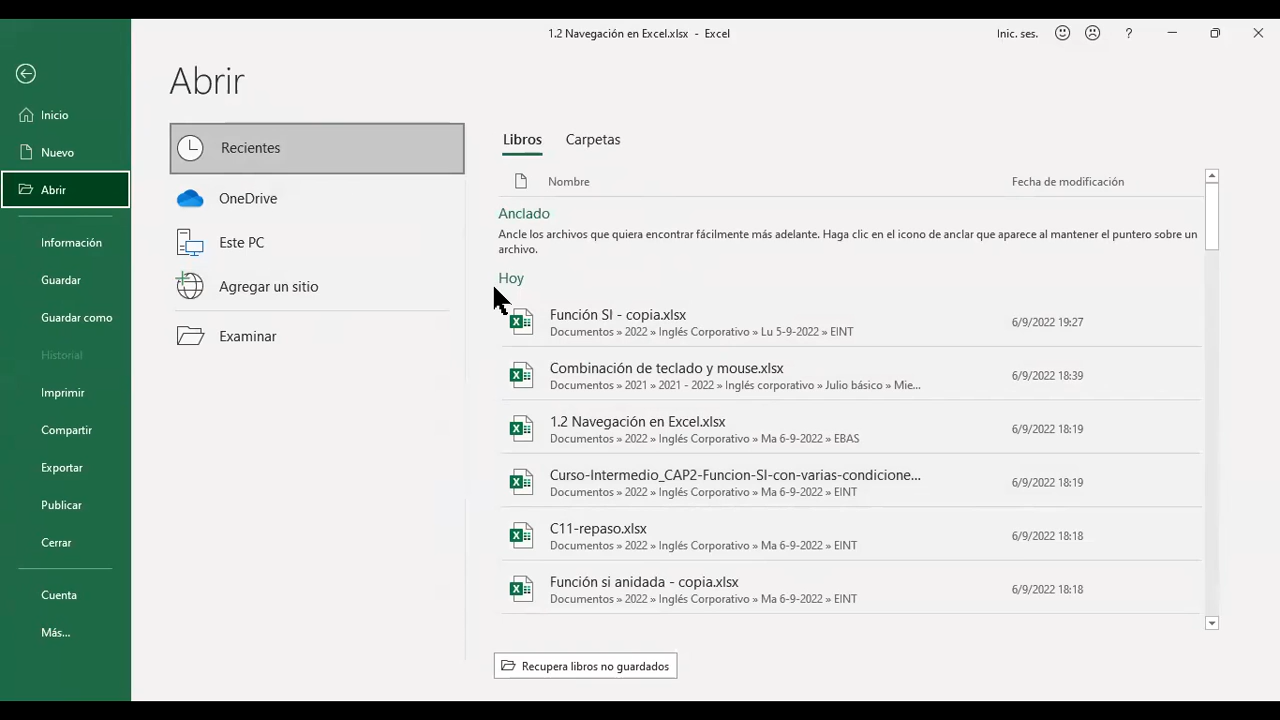 1.2 Navegación en Excel.xlsx - Excel
Inic. ses.
?
Abrir
Inicio
Nuevo
Abrir
Información
Guardar
Guardar como
Historial
Imprimir
Compartir
Exportar
Publicar
Cerrar
Cuenta
Más...
Recientes
OneDrive
Este PC
Agregar un sitio
Examinar
Libros Carpetas
Nombre Fecha de modificación
Anclado
Ancle los archivos que quiera encontrar fácilmente más adelante. Haga clic en el icono de anclar que aparece al mantener el puntero sobre un
archivo.
Hoy
Función SI - copia.xlsx
Documentos » 2022 » Inglés Corporativo » Lu 5-9-2022 » EINT
6/9/2022 19:27
Combinación de teclado y mouse.xlsx
Documentos » 2021 » 2021 - 2022 » Inglés corporativo » Julio básico » Mie...
6/9/2022 18:39
1.2 Navegación en Excel.xlsx
Documentos » 2022 » Inglés Corporativo » Ma 6-9-2022 » EBAS
6/9/2022 18:19
Curso-Intermedio_CAP2-Funcion-SI-con-varias-condicione...
Documentos » 2022 » Inglés Corporativo » Ma 6-9-2022 » EINT
6/9/2022 18:19
C11-repaso.xlsx
Documentos » 2022 » Inglés Corporativo » Ma 6-9-2022 » EINT
6/9/2022 18:18
Función si anidada - copia.xlsx
Documentos » 2022 » Inglés Corporativo » Ma 6-9-2022 » EINT
6/9/2022 18:18
Recupera libros no guardados